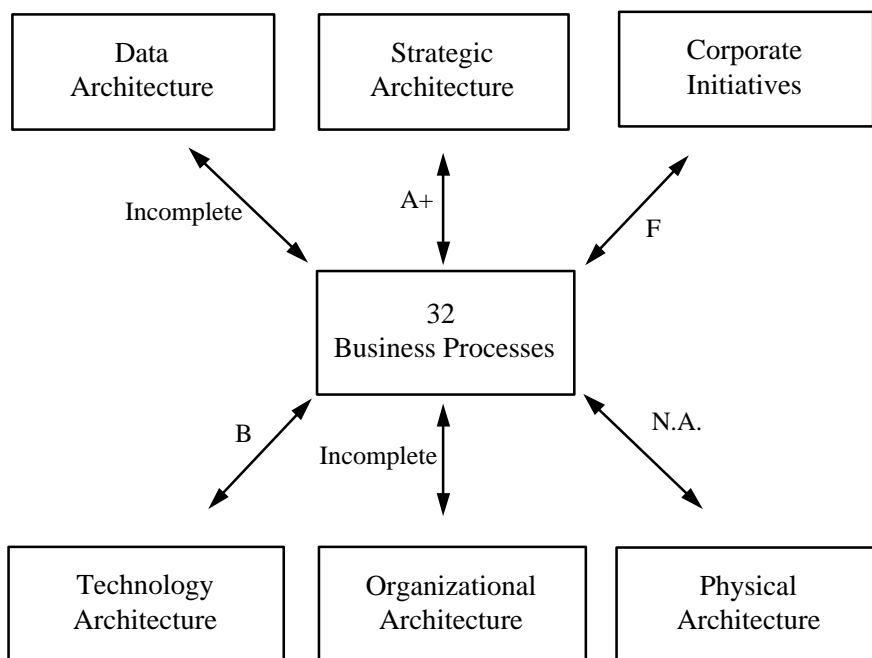 Data
Architecture
Strategic
Architecture
Corporate
Initiatives
Incomplete
A+
F
32
Business Processes
B
Incomplete
N.A.
Technology
Architecture
Organizational
Architecture
Physical
Architecture